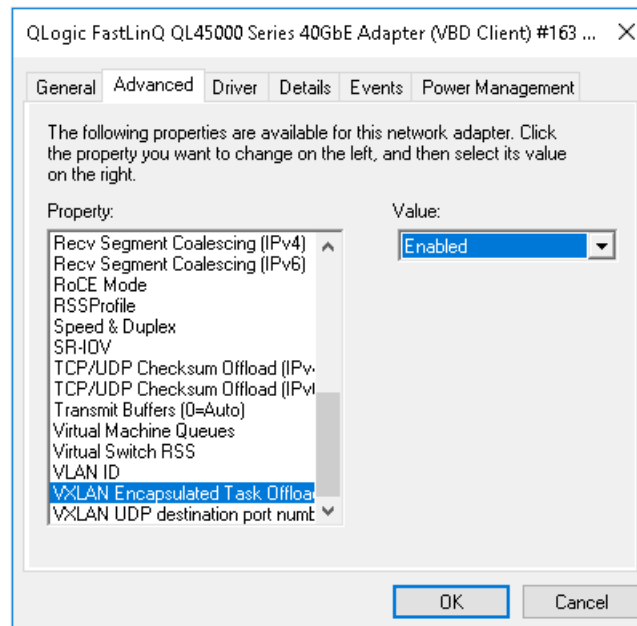 QLogic FastLinQ QL45000 Series 40GbE Adapter (VBD Client) #163 ...
General Advanced Driver Details Events Power Management
The following properties are available for this network adapter. Click
the property you want to change on the left, and then select its value
on the right.
Property:
Value:
Recv Segment Coalescing (IPv4)
Recv Segment Coalescing (IPv6)
RoCE Mode
RSSProfile
Speed & Duplex
SR-IOV
TCP/UDP Checksum Offload (IPv
TCP/UDP Checksum Offload (IPv
Transmit Buffers (0=Auto)
Virtual Machine Queues
Virtual Switch RSS
VLAN ID
VXLAN Encapsulated Task Offload
VXLAN UDP destination port numb
Enabled
OK Cancel